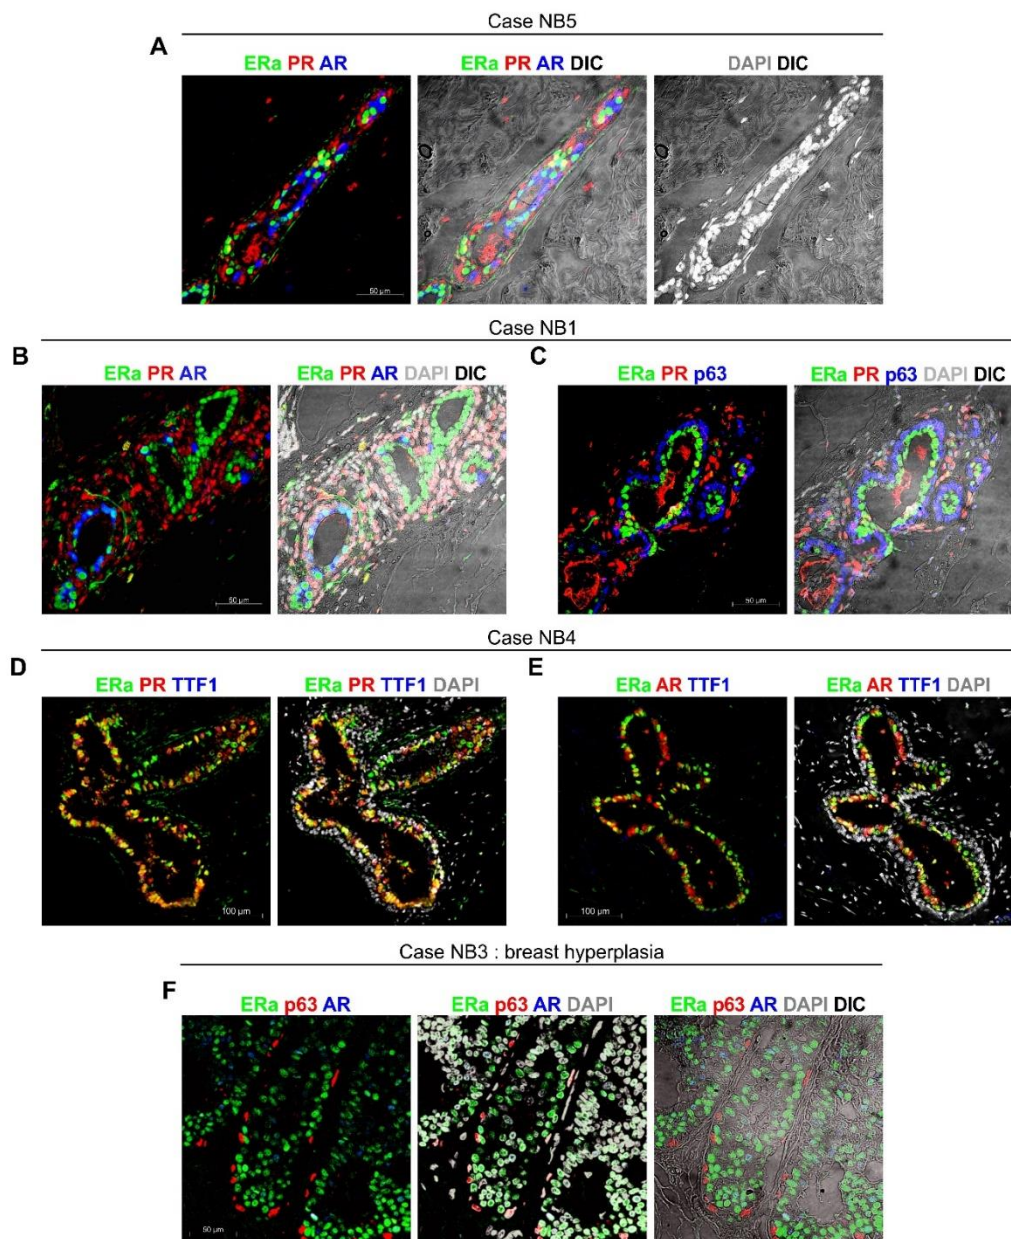 Case NB5
A
ERa PR AR
ERa PR AR DIC
DAPI DIC
50 µm
Case NB1
B
ERa PR AR
ERa PR AR DAPI DIC
50 µm
C
ERa PR p63
ERa PR p63 DAPI DIC
50 µm
Case NB4
D
ERa PR TTF1
ERa PR TTF1 DAPI
100 µm
E
ERa AR TTF1
ERa AR TTF1 DAPI
100 µm
Case NB3 : breast hyperplasia
F
ERa p63 AR
ERa p63 AR DAPI
ERa p63 AR DAPI DIC
50 µm